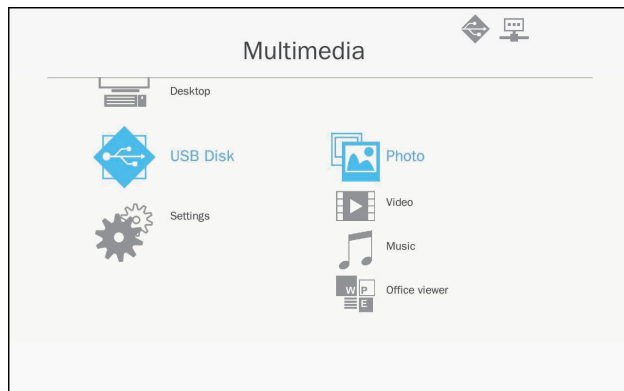 Multimedia
Desktop
USB Disk
Settings
Photo
Video
Music
W P
E
Office viewer